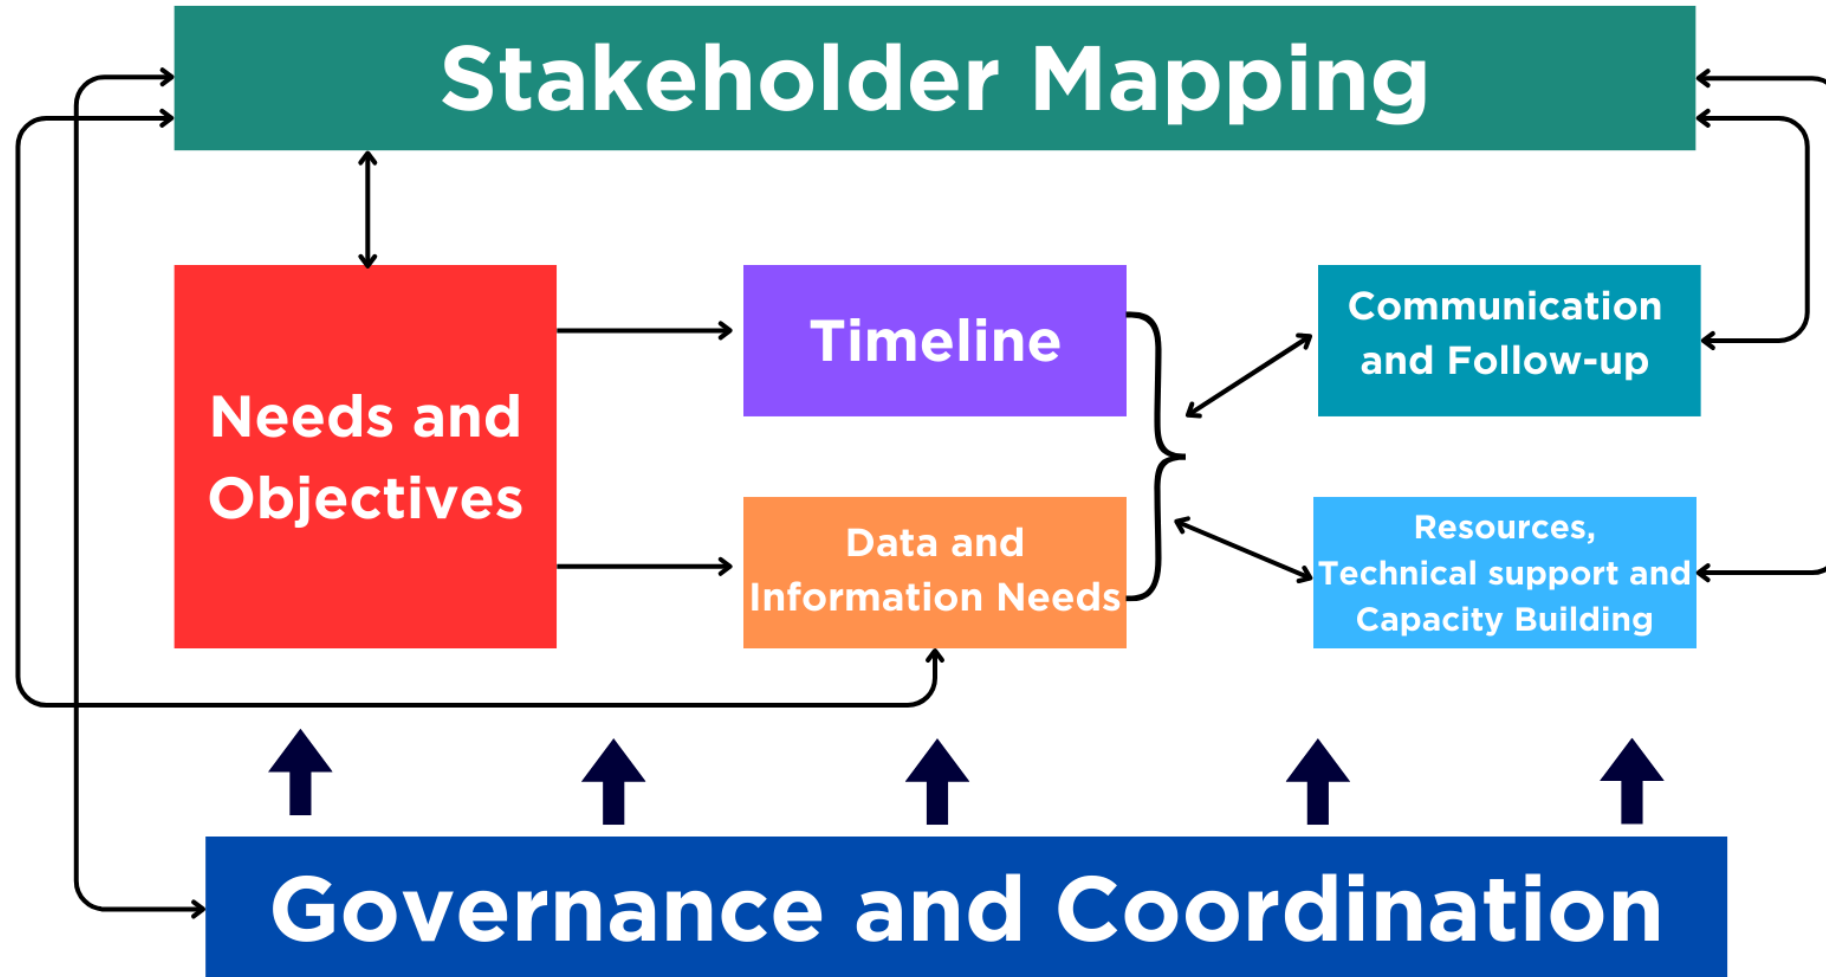 Stakeholder Mapping
Needs and
Objectives
Timeline
Data and
Information Needs
Communication
and Follow-up
Resources,
Technical support and
Capacity Building
Governance and Coordination